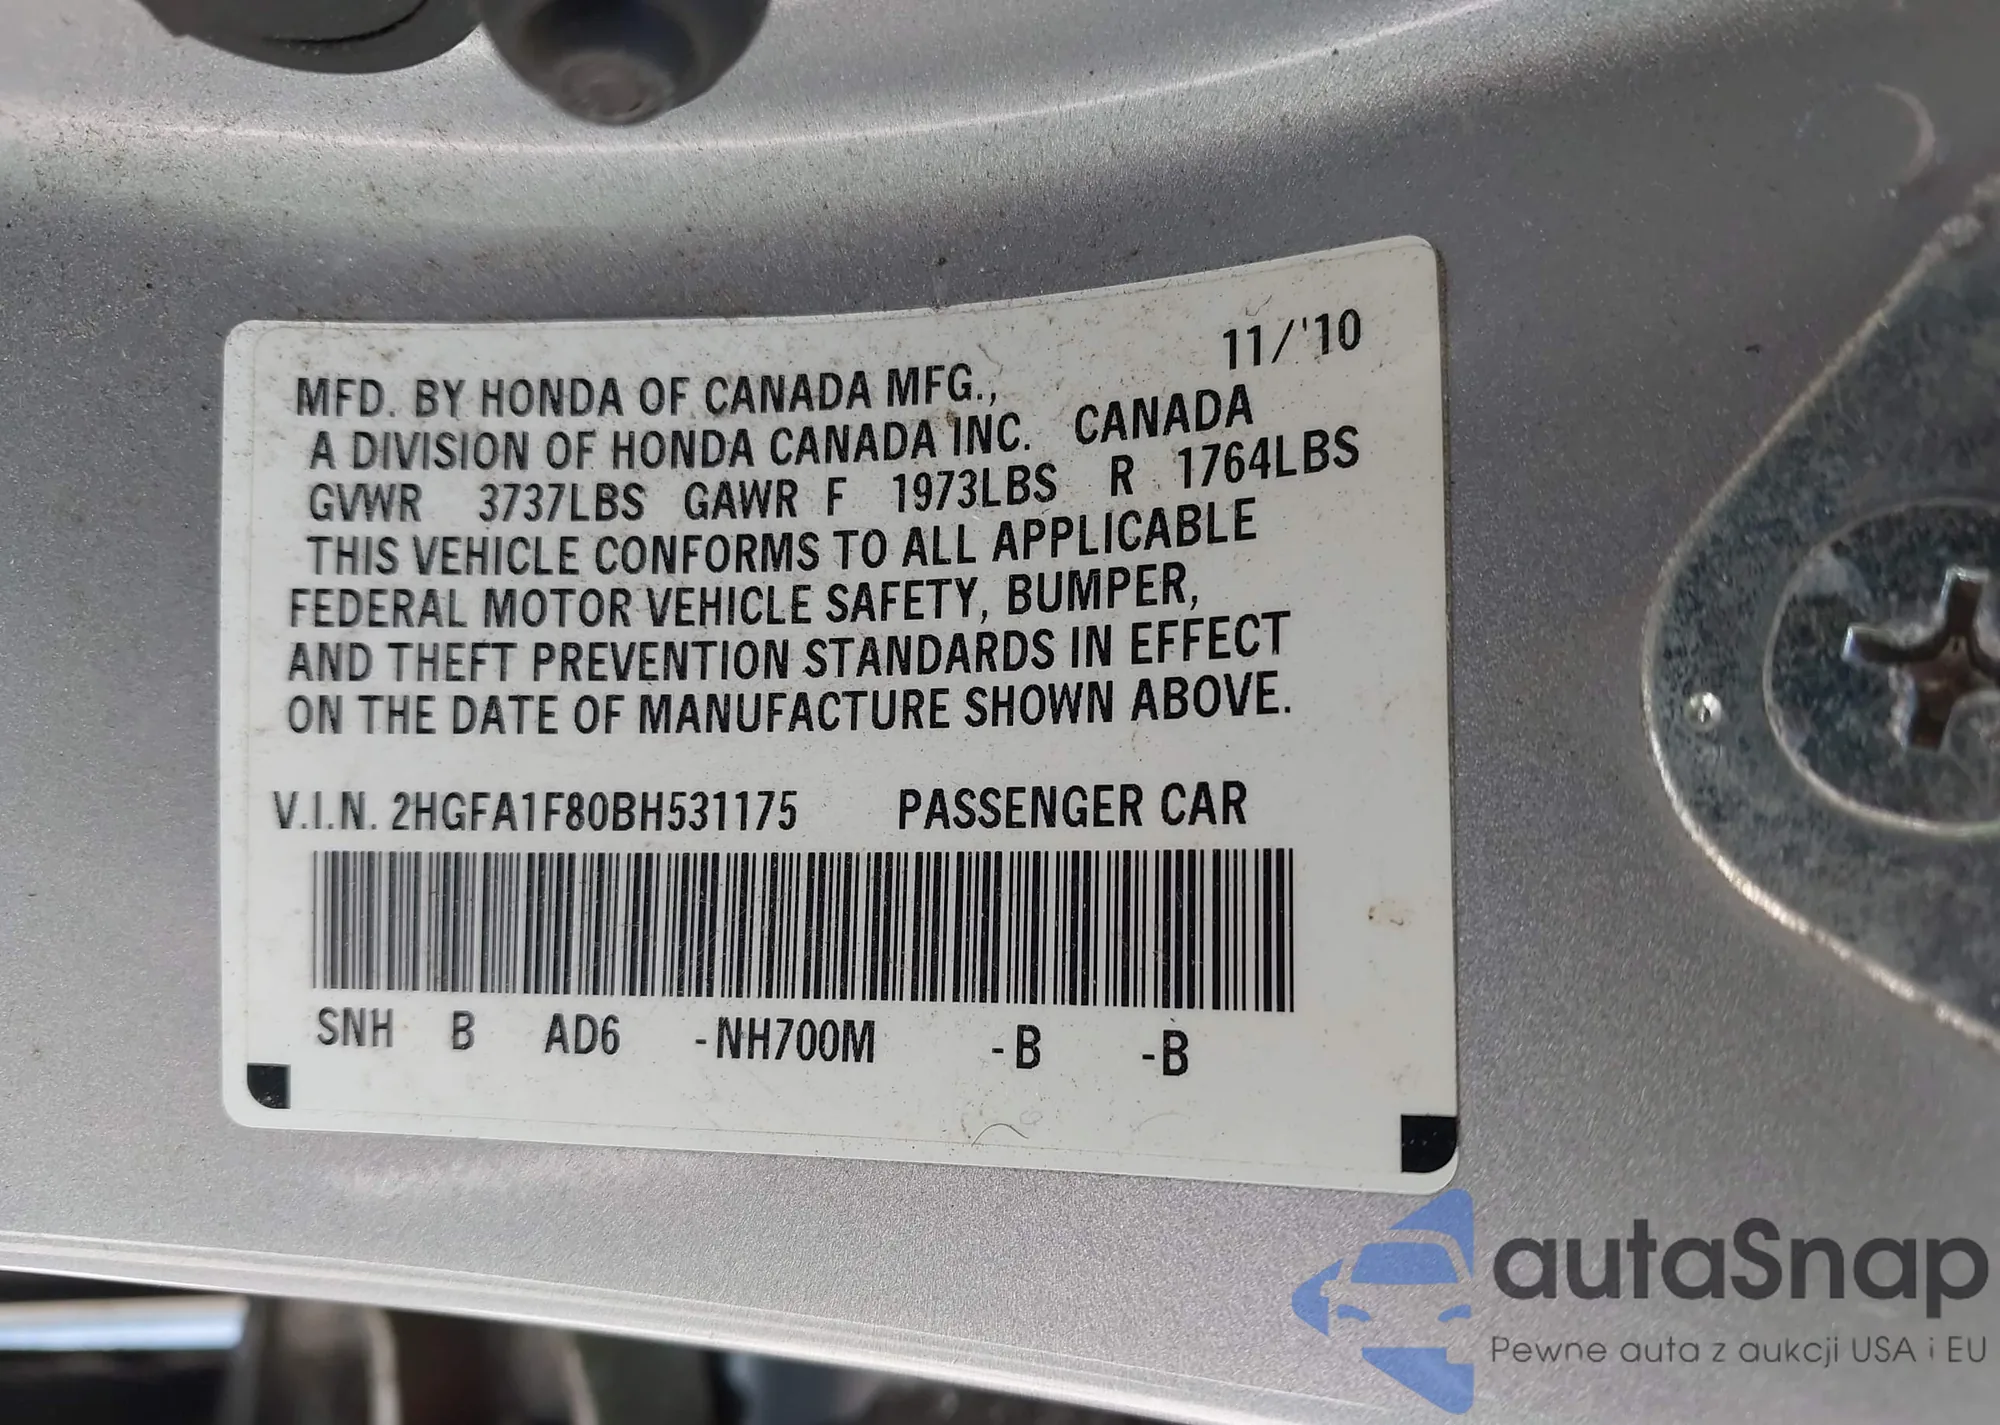 11/'10
MFD. BY HONDA OF CANADA MFG.,
A DIVISION OF HONDA CANADA INC. CANADA
GVWR 3737LBS GAWR F 1973LBS R 1764LBS
THIS VEHICLE CONFORMS TO ALL APPLICABLE
FEDERAL MOTOR VEHICLE SAFETY, BUMPER,
AND THEFT PREVENTION STANDARDS IN EFFECT
ON THE DATE OF MANUFACTURE SHOWN ABOVE.
V.I.N. 2HGFA1F80BH531175 PASSENGER CAR
SNH B AD6 -NH700M -B -B
autaSnap
Pewne auta z aukcji USA i EU